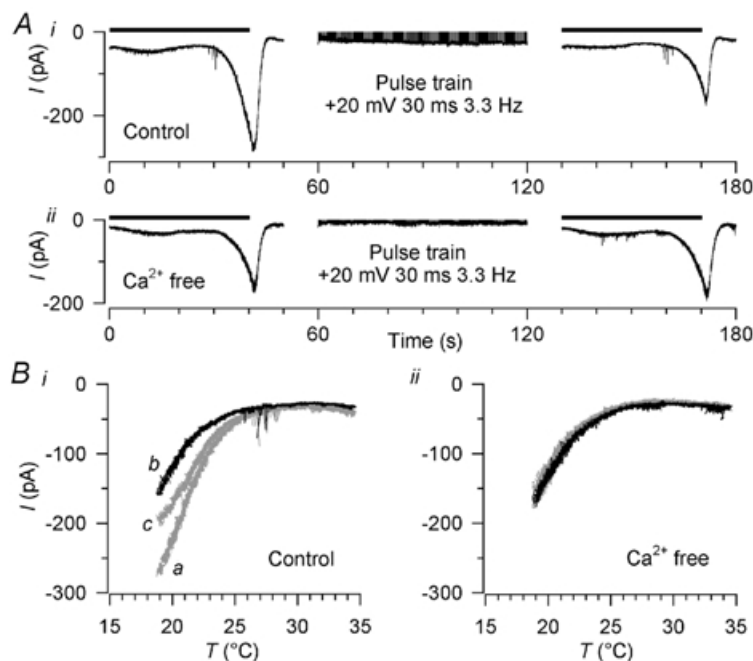 A i
0
-100
-200
I (pA)
Control
Pulse train
+20 mV 30 ms 3.3 Hz
0 60 120 180
ii
0
-100
-200
I (pA)
Ca2+ free
Pulse train
+20 mV 30 ms 3.3 Hz
0 60 120 180
Time (s)
B i
0
-100
-200
-300
I (pA)
b
c
a
Control
15 20 25 30 35
T (°C)
ii
0
-100
-200
-300
I (pA)
Ca2+ free
15 20 25 30 35
T (°C)